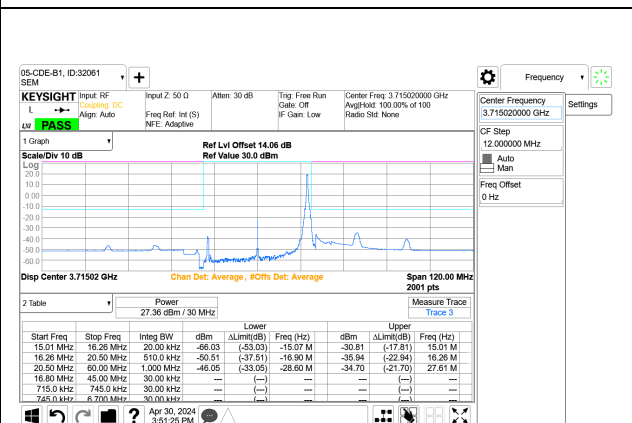 05-CDE-B1, ID:32061
SEM
Frequency
KEYSIGHT
L
LXI PASS
Input: RF
Coupling: DC
Align: Auto
Input Z: 50 Ω
Freq Ref: Int (S)
NFE: Adaptive
Atten: 30 dB
Trig: Free Run
Gate: Off
IF Gain: Low
Center Freq: 3.715020000 GHz
Avg|Hold: 100.00% of 100
Radio Std: None
Center Frequency
3.715020000 GHz
Settings
CF Step
12.000000 MHz
Auto
Man
Freq Offset
0 Hz
1 Graph
Scale/Div 10 dB
Ref Lvl Offset 14.06 dB
Ref Value 30.0 dBm
Log
20.0
10.0
0.00
-10.0
-20.0
-30.0
-40.0
-50.0
-60.0
Disp Center 3.71502 GHz
Chan Det: Average, #Offs Det: Average
Span 120.00 MHz
2001 pts
2 Table
Power
27.36 dBm / 30 MHz
Measure Trace
Trace 3
Lower Upper
Start Freq Stop Freq Integ BW dBm ΔLimit(dB) Freq (Hz) dBm ΔLimit(dB) Freq (Hz)
15.01 MHz 16.26 MHz 20.00 kHz -66.03 (-53.03) -15.07 M -30.81 (-17.81) 15.01 M
16.26 MHz 20.50 MHz 510.0 kHz -50.51 (-37.51) -16.90 M -35.94 (-22.94) 16.26 M
20.50 MHz 60.00 MHz 1.000 MHz -46.05 (-33.05) -28.60 M -34.70 (-21.70) 27.61 M
16.80 MHz 45.00 MHz 30.00 kHz --- (---) --- --- (---) ---
715.0 kHz 745.0 kHz 30.00 kHz --- (---) --- --- (---) ---
745.0 kHz 6.700 MHz 30.00 kHz --- (---) --- --- (---) ---
?
Apr 30, 2024
3:51:25 PM